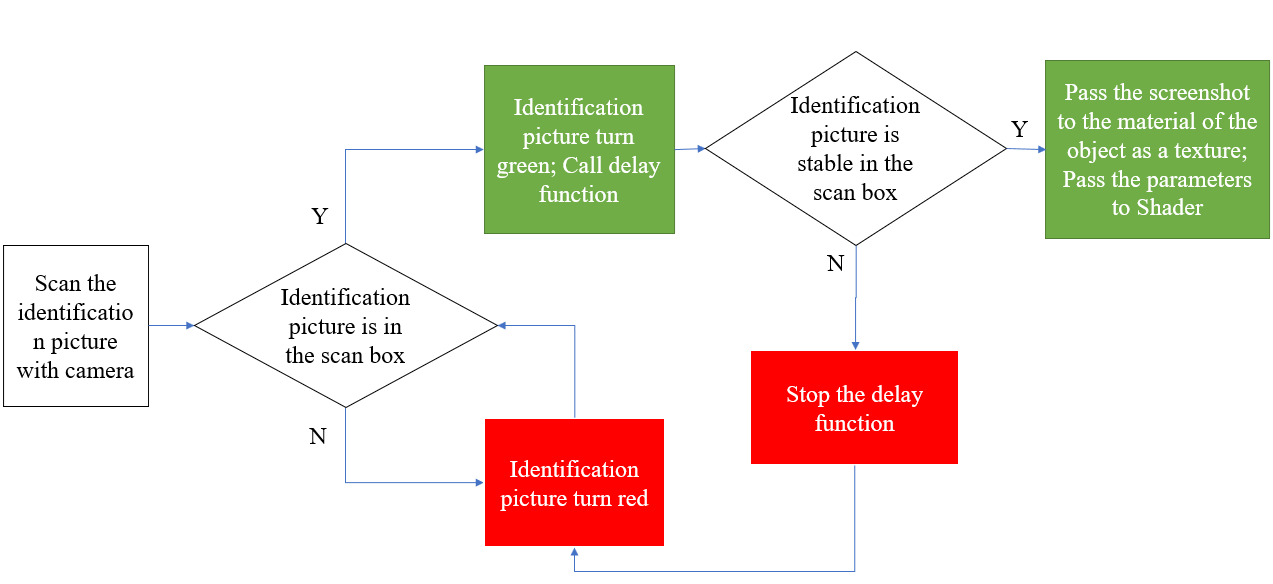 Scan the
identificatio
n picture
with camera
Identification
picture is in
the scan box
Y
N
Identification
picture turn
green; Call delay
function
Identification
picture turn red
Identification
picture is
stable in the
scan box
Y
N
Pass the screenshot
to the material of the
object as a texture;
Pass the parameters
to Shader
Stop the delay
function